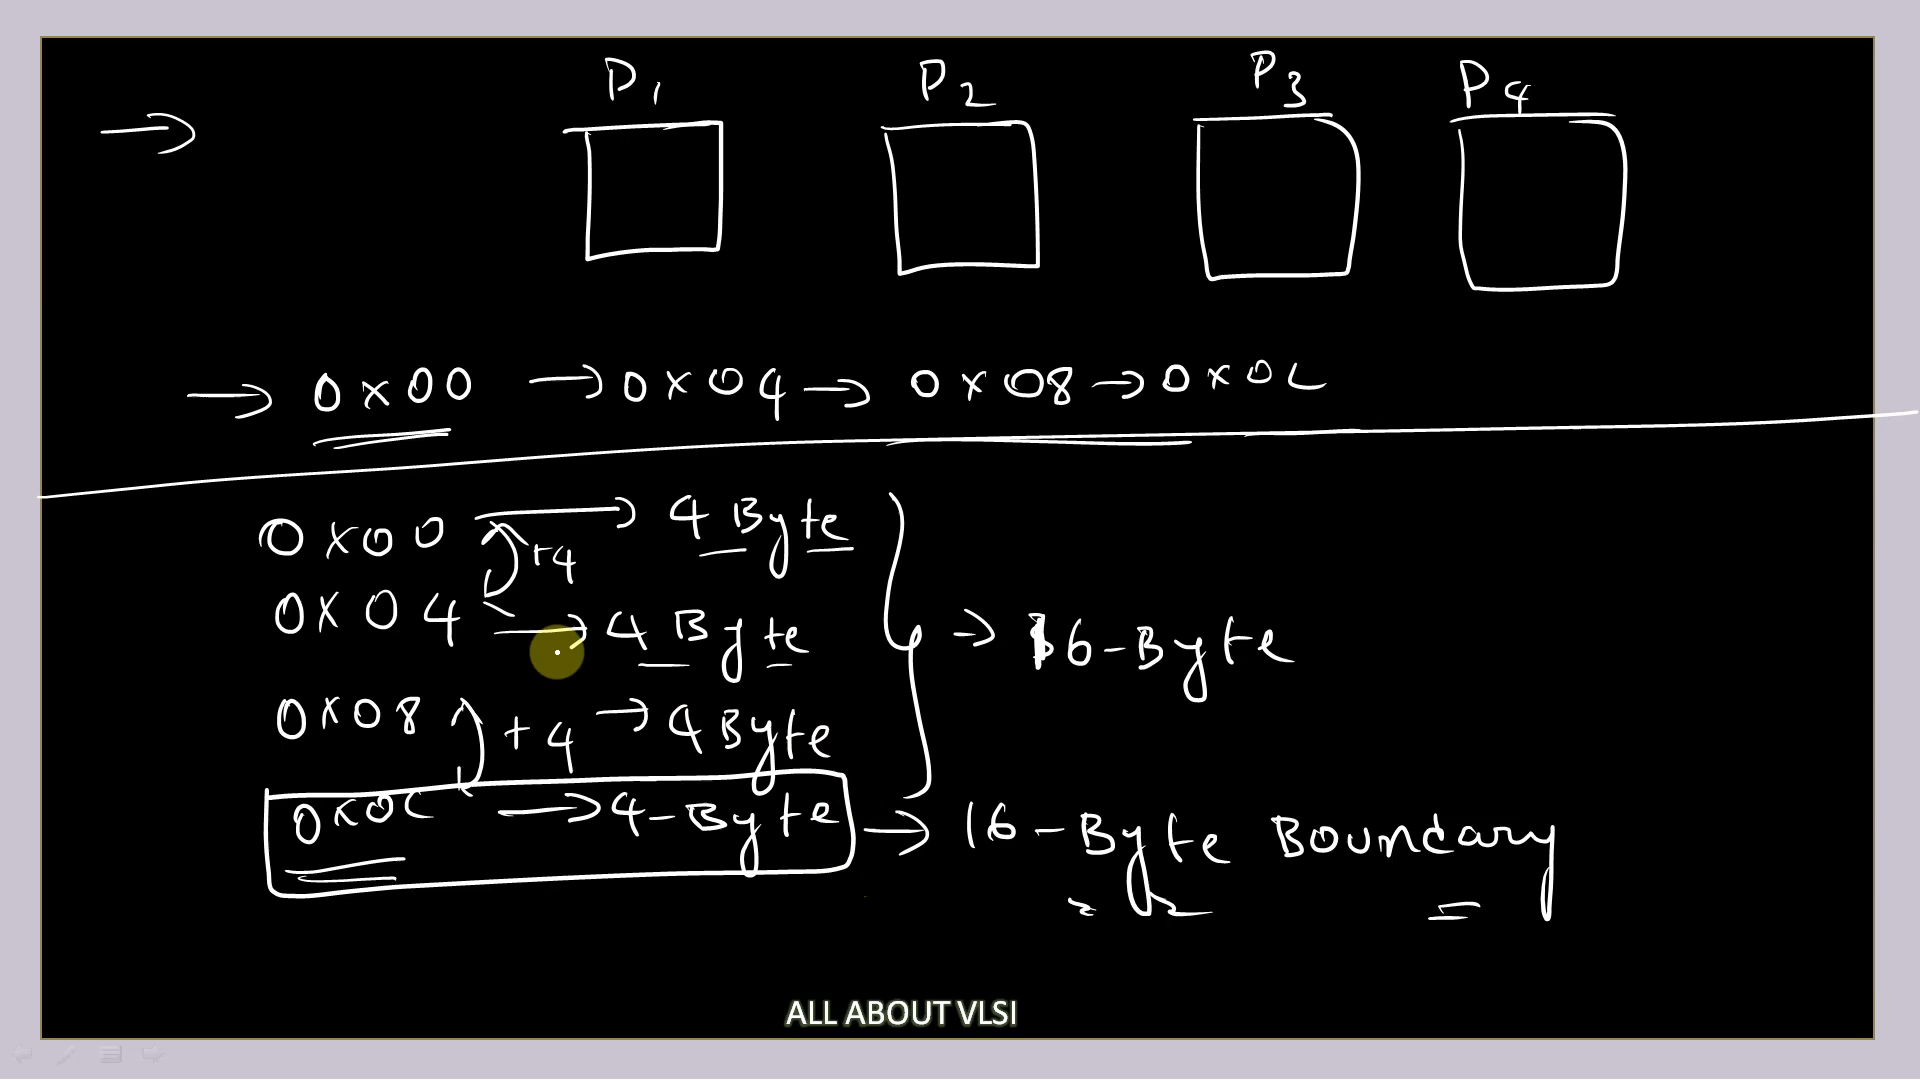 P1 P2 P3 P4
→ 0x00 → 0x04 → 0x08 → 0x0C
0x00 → 4 Byte
+4
0x04 → 4 Byte
→ 16-Byte
0x08 +4 → 4 Byte
0x0C → 4-Byte → 16-Byte Boundary
ALL ABOUT VLSI